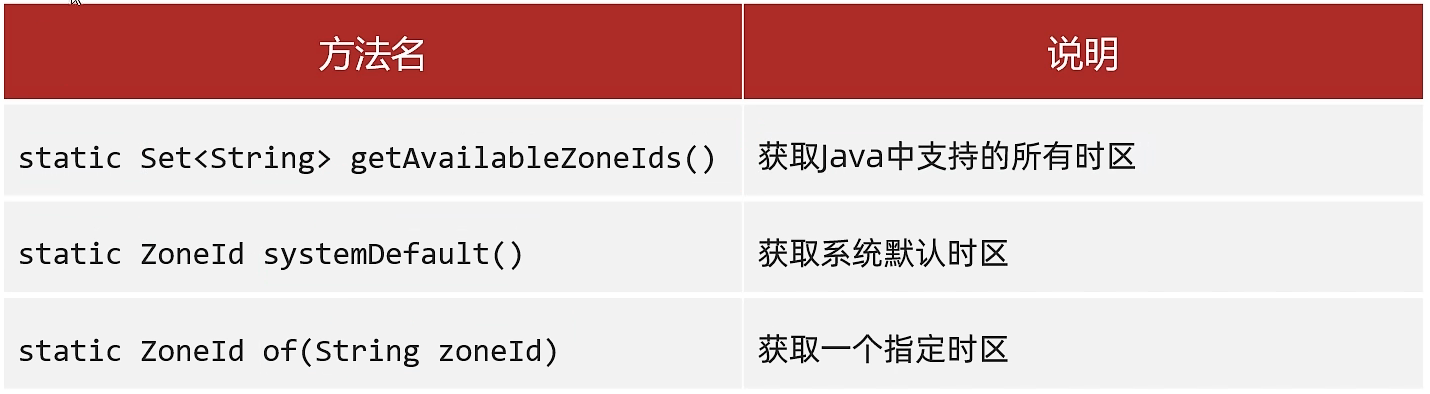 方法名 说明
static Set<String> getAvailableZoneIds() 获取Java中支持的所有时区
static ZoneId systemDefault() 获取系统默认时区
static ZoneId of(String zoneId) 获取一个指定时区